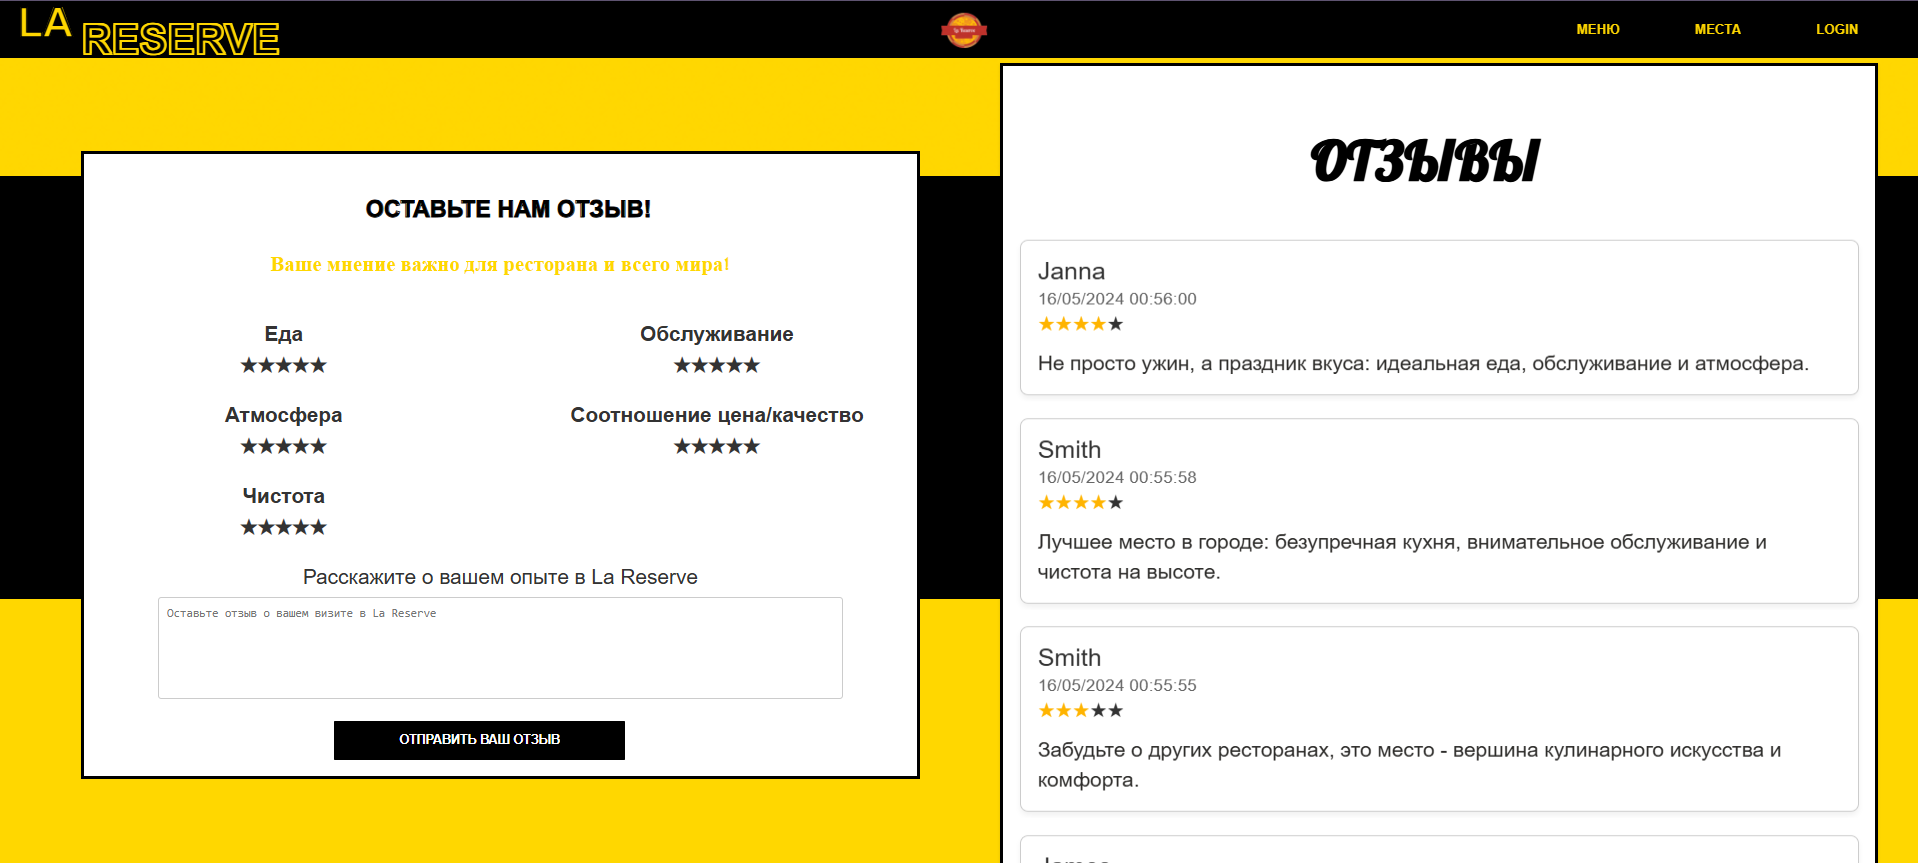 LA RESERVE
La Reserve
МЕНЮ
МЕСТА
LOGIN
ОСТАВЬТЕ НАМ ОТЗЫВ!
Ваше мнение важно для ресторана и всего мира!
Еда
★★★★★
Обслуживание
★★★★★
Атмосфера
★★★★★
Соотношение цена/качество
★★★★★
Чистота
★★★★★
Расскажите о вашем опыте в La Reserve
Оставьте отзыв о вашем визите в La Reserve
ОТПРАВИТЬ ВАШ ОТЗЫВ
ОТЗЫВЫ
Janna
16/05/2024 00:56:00
★★★★★
Не просто ужин, а праздник вкуса: идеальная еда, обслуживание и атмосфера.
Smith
16/05/2024 00:55:58
★★★★★
Лучшее место в городе: безупречная кухня, внимательное обслуживание и
чистота на высоте.
Smith
16/05/2024 00:55:55
★★★★★
Забудьте о других ресторанах, это место - вершина кулинарного искусства и
комфорта.